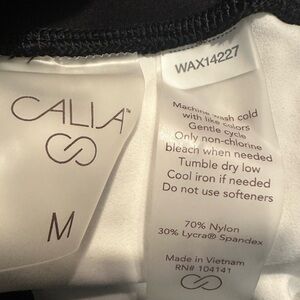 CALIA™
M
WAX14227
Machine wash cold
with like colors
Gentle cycle
Only non-chlorine
bleach when needed
Tumble dry low
Cool iron if needed
Do not use softeners
70% Nylon
30% Lycra® Spandex
Made in Vietnam
RN# 104141